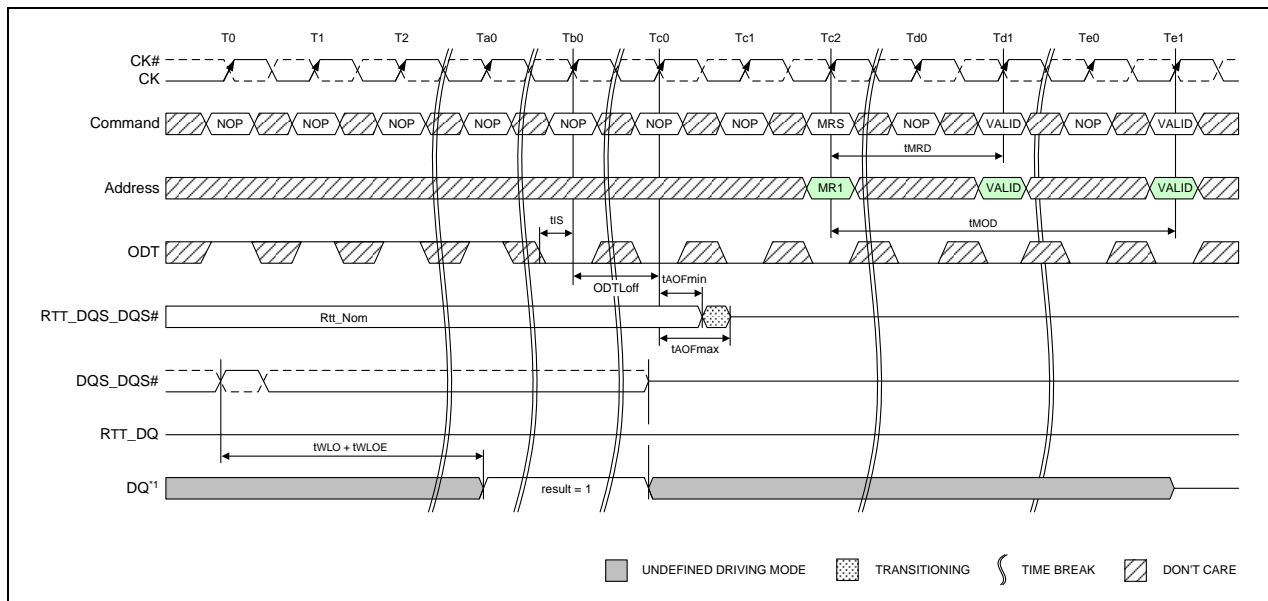 T0 T1 T2 Ta0 Tb0 Tc0 Tc1 Tc2 Td0 Td1 Te0 Te1
CK#
CK
Command NOP NOP NOP NOP NOP NOP NOP MRS NOP VALID NOP VALID
tMRD
Address MR1 VALID VALID
tIS
tMOD
ODT
tAOFmin
ODTLoff
RTT_DQS_DQS# Rtt_Nom
tAOFmax
DQS_DQS#
RTT_DQ
tWLO + tWLOE
DQ*1 result = 1
UNDEFINED DRIVING MODE TRANSITIONING TIME BREAK DON'T CARE